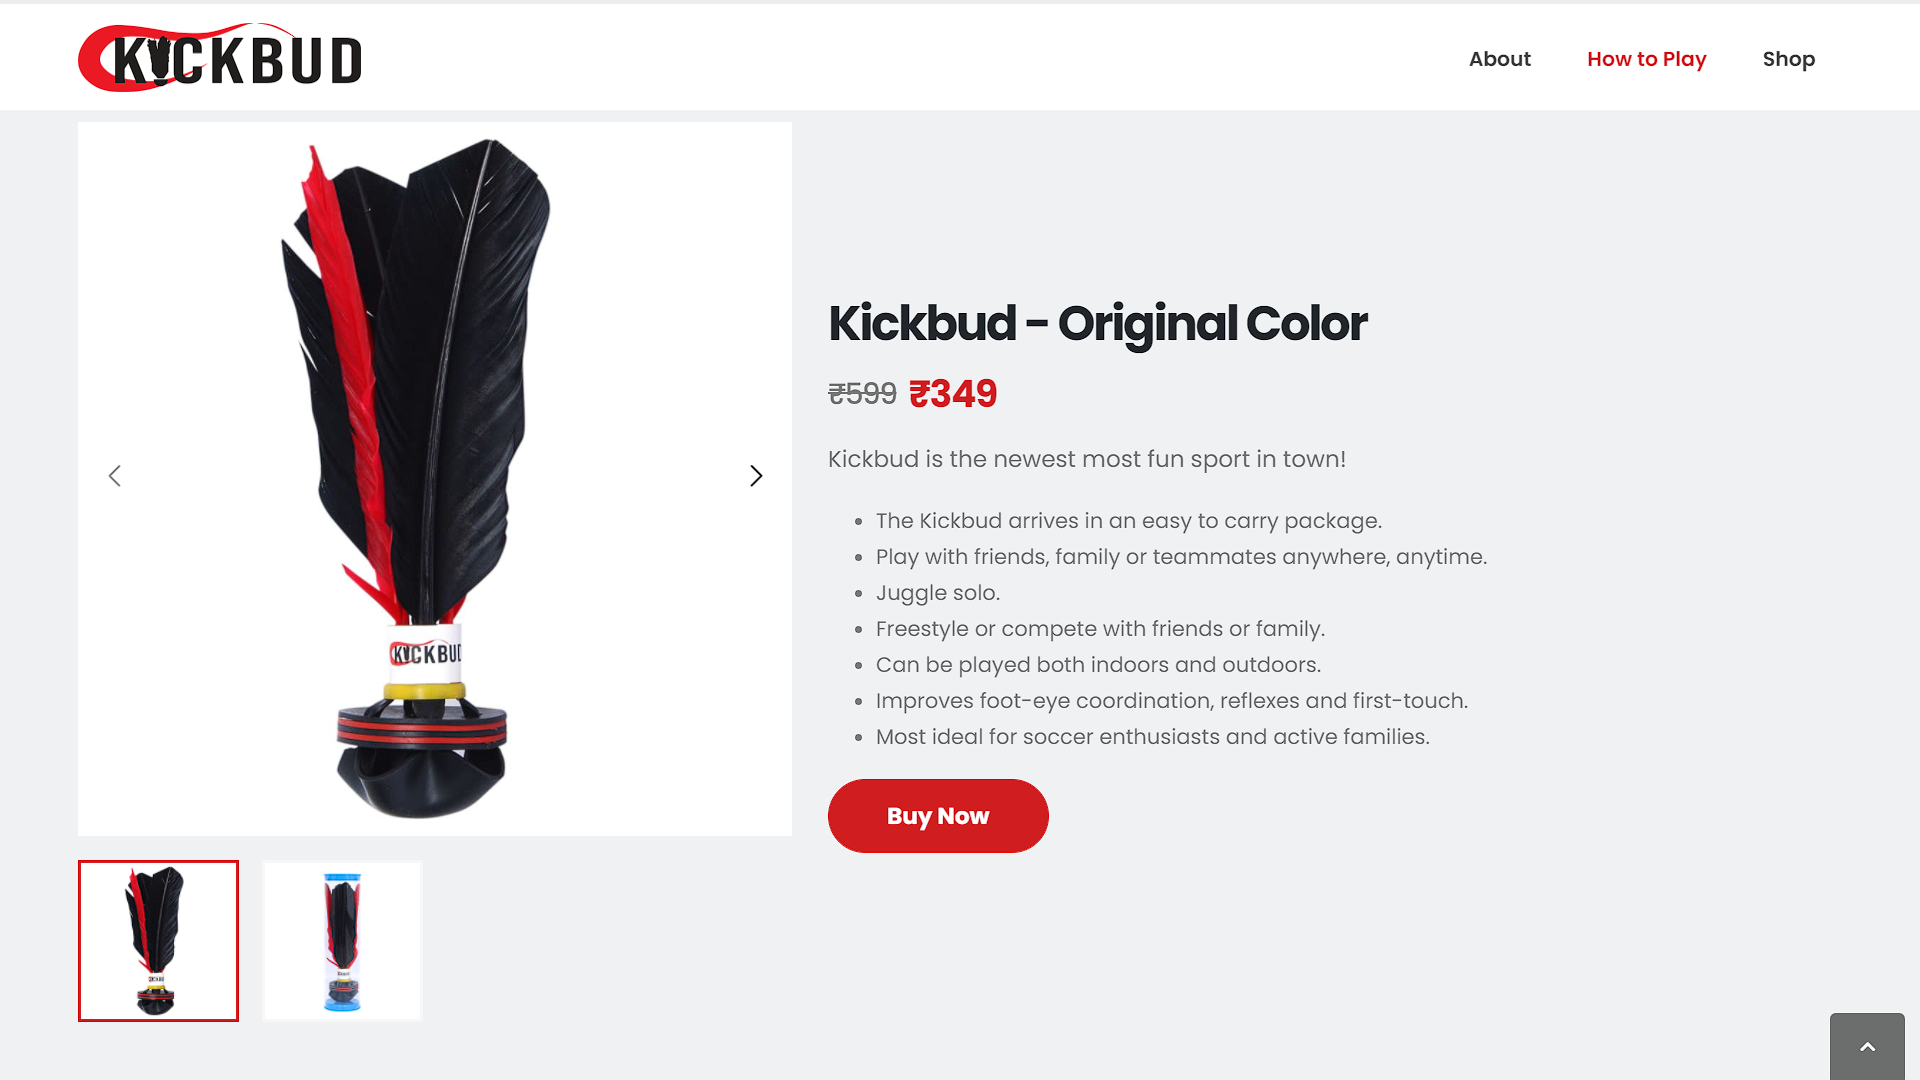 KICKBUD
About
How to Play
Shop
Kickbud - Original Color
₹599 ₹349
Kickbud is the newest most fun sport in town!
• The Kickbud arrives in an easy to carry package.
• Play with friends, family or teammates anywhere, anytime.
• Juggle solo.
• Freestyle or compete with friends or family.
• Can be played both indoors and outdoors.
• Improves foot-eye coordination, reflexes and first-touch.
• Most ideal for soccer enthusiasts and active families.
Buy Now
KICKBUD